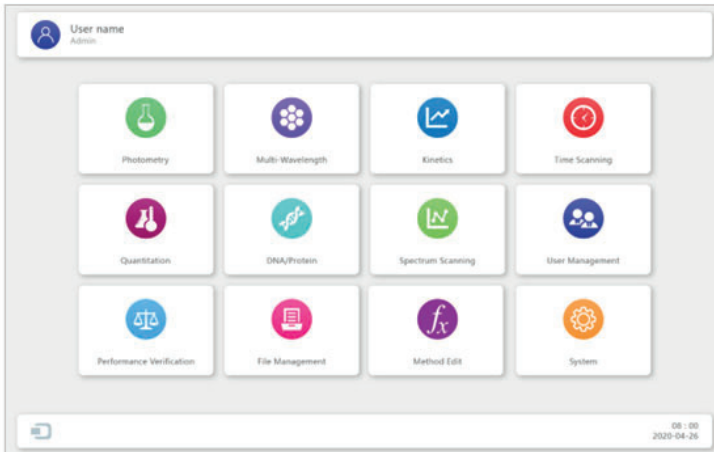 User name
Admin
Photometry
Multi-Wavelength
Kinetics
Time Scanning
Quantitation
DNA/Protein
Spectrum Scanning
User Management
Performance Verification
File Management
fx
Method Edit
System
08 : 00
2020-04-26